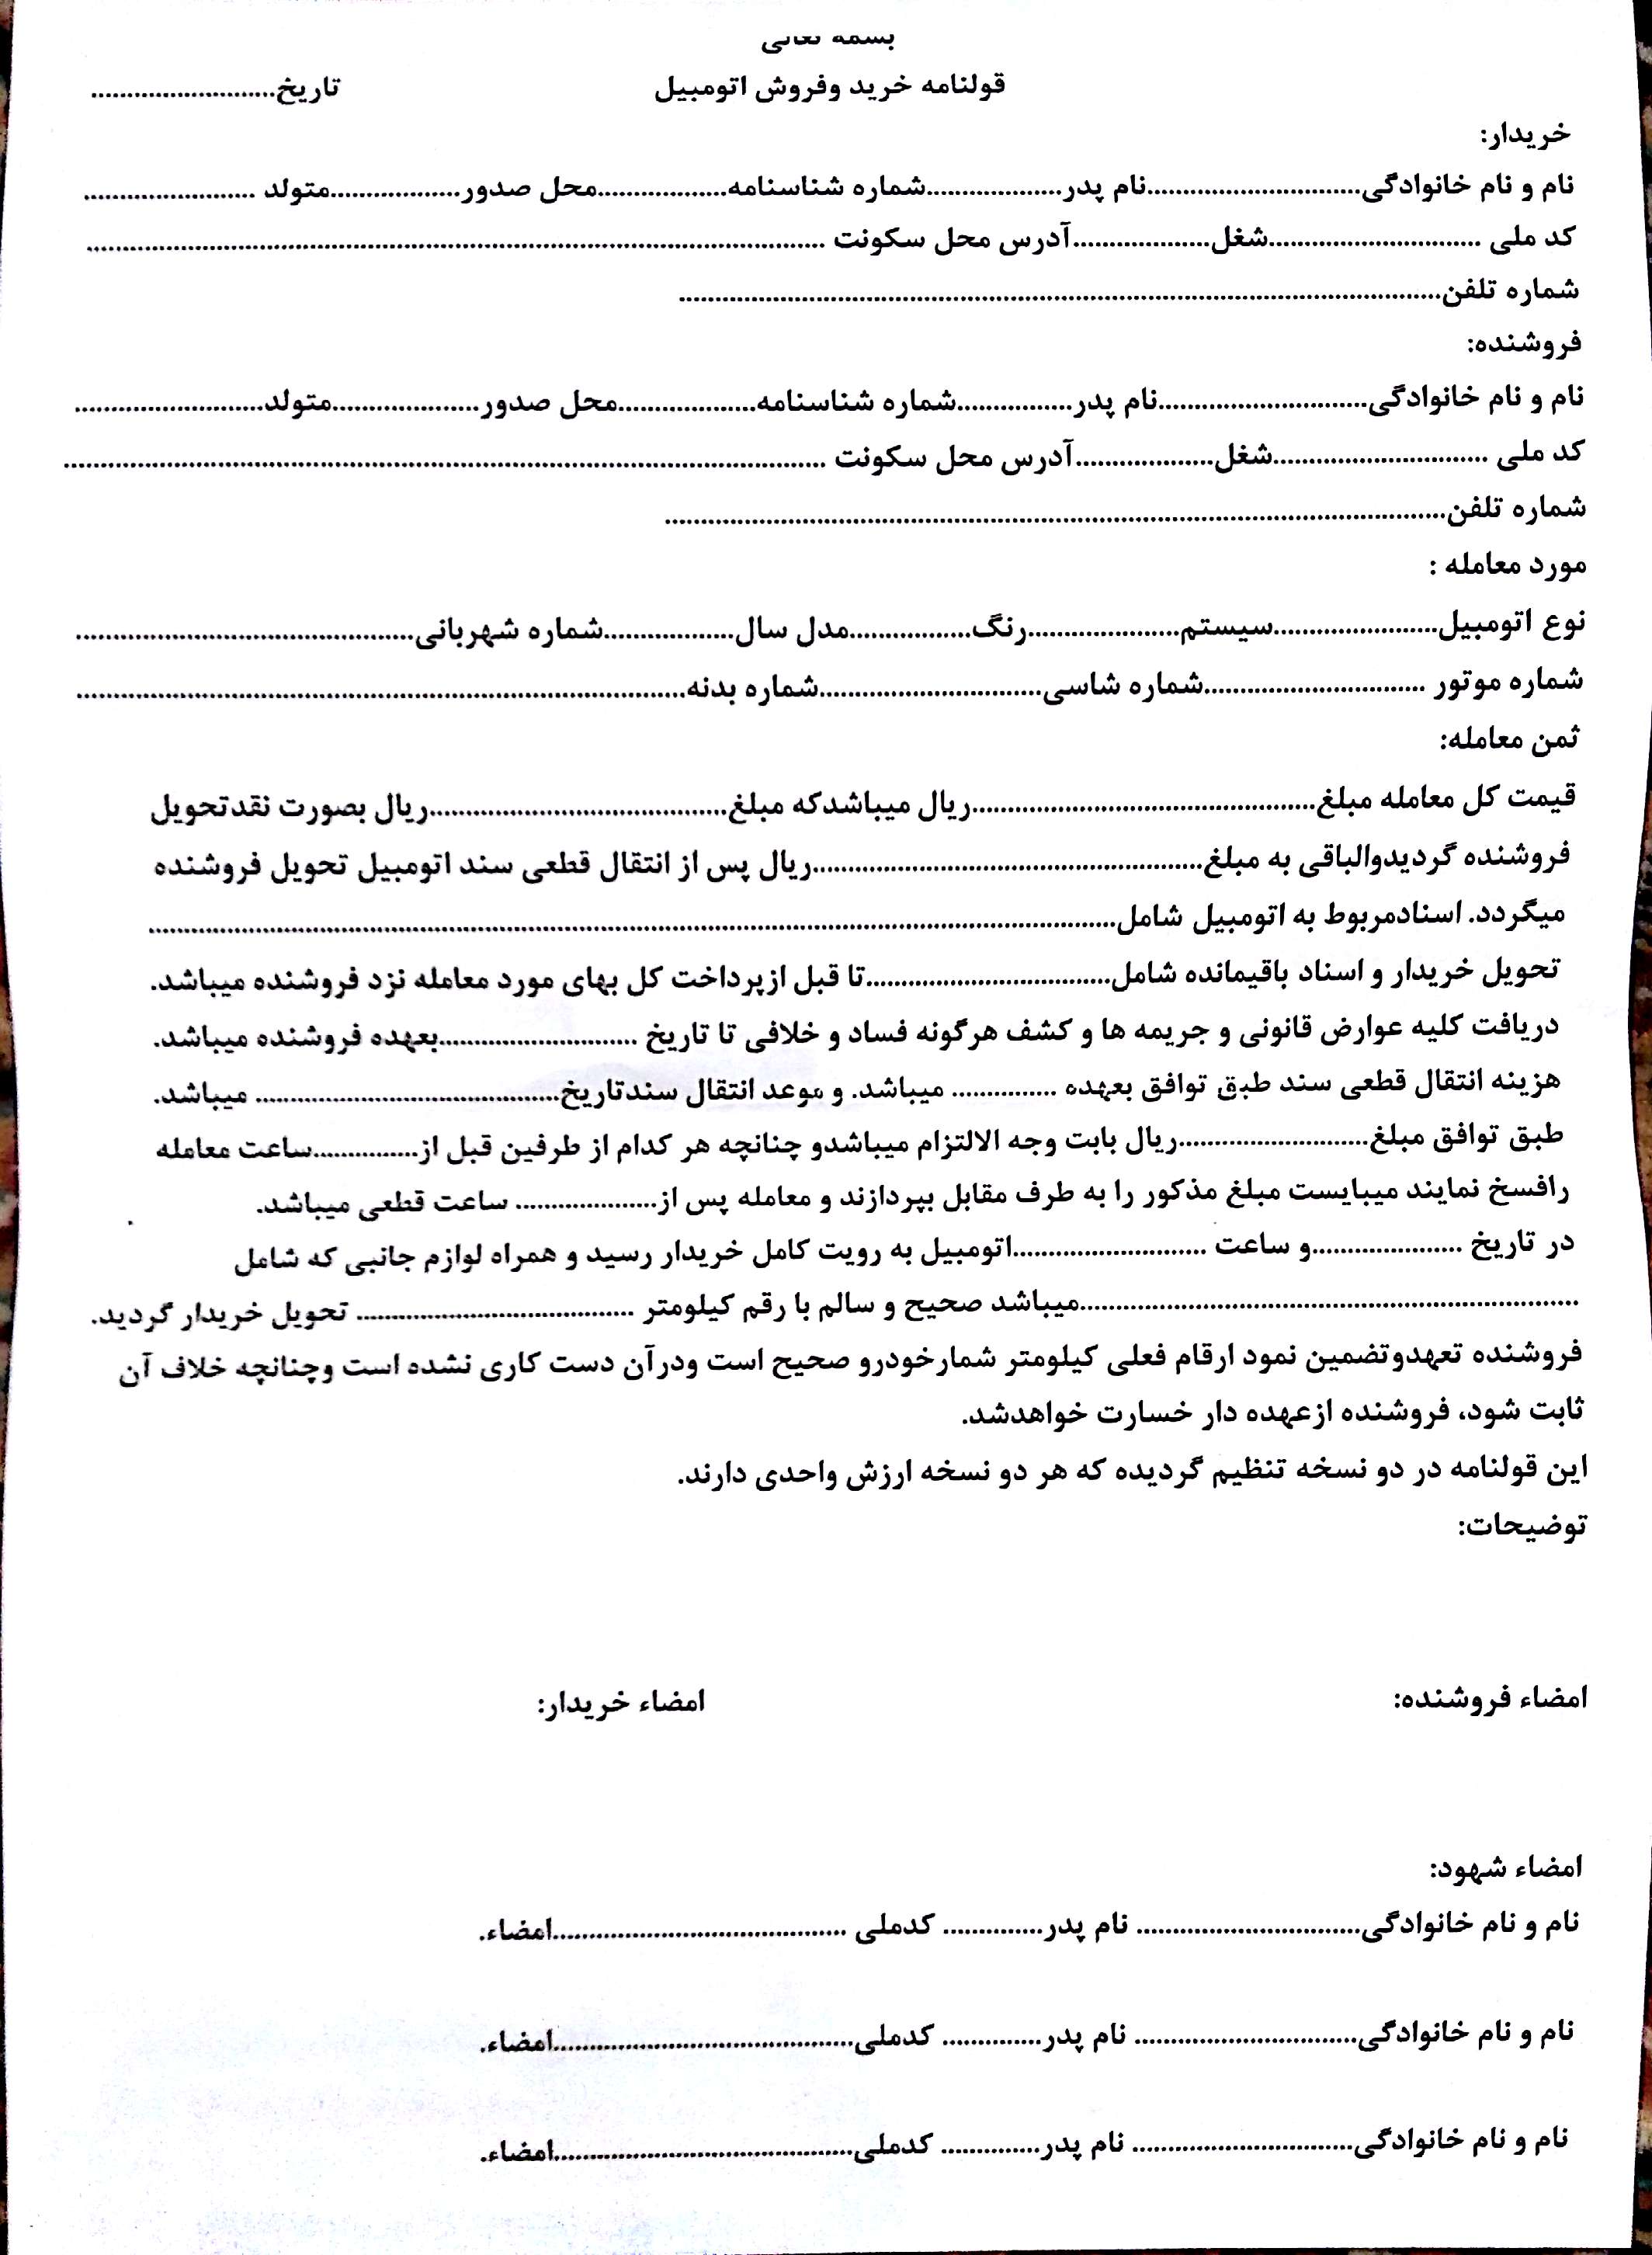 بسمه تعالی
قولنامه خرید وفروش اتومبیل تاریخ..........................
خریدار:
نام و نام خانوادگی..............................نام پدر...................شماره شناسنامه..................محل صدور..................متولد ........................
کد ملی ..............................شغل...................آدرس محل سکونت ........................................................................................................
شماره تلفن...........................................................................................................
فروشنده:
نام و نام خانوادگی.............................نام پدر................شماره شناسنامه...................محل صدور.....................متولد...........................
کد ملی ..............................شغل...................آدرس محل سکونت ...........................................................................................................
شماره تلفن.............................................................................................................
مورد معامله :
نوع اتومبیل.......................سیستم.....................رنگ.................مدل سال..................شماره شهربانی...............................................
شماره موتور ...............................شماره شاسی...............................شماره بدنه.....................................................................................
ثمن معامله:
قیمت کل معامله مبلغ................................................ریال میباشدکه مبلغ..........................................ریال بصورت نقدتحویل
فروشنده گردیدوالباقی به مبلغ.......................................................ریال پس از انتقال قطعی سند اتومبیل تحویل فروشنده
میگردد. اسنادمربوط به اتومبیل شامل........................................................................................................................................
تحویل خریدار و اسناد باقیمانده شامل..................................تا قبل ازپرداخت کل بهای مورد معامله نزد فروشنده میباشد.
دریافت کلیه عوارض قانونی و جریمه ها و کشف هرگونه فساد و خلافی تا تاریخ ............................بعهده فروشنده میباشد.
هزینه انتقال قطعی سند طبق توافق بعهده ............... میباشد. و موعد انتقال سندتاریخ........................................... میباشد.
طبق توافق مبلغ..........................ریال بابت وجه الالتزام میباشدو چنانچه هر کدام از طرفین قبل از...............ساعت معامله
رافسخ نمایند میبایست مبلغ مذکور را به طرف مقابل بپردازند و معامله پس از.................... ساعت قطعی میباشد.
در تاریخ .....................و ساعت ...........................اتومبیل به رویت کامل خریدار رسید و همراه لوازم جانبی که شامل
......................................................................میباشد صحیح و سالم با رقم کیلومتر ....................................... تحویل خریدار گردید.
فروشنده تعهدوتضمین نمود ارقام فعلی کیلومتر شمارخودرو صحیح است ودرآن دست کاری نشده است وچنانچه خلاف آن
ثابت شود، فروشنده ازعهده دار خسارت خواهدشد.
این قولنامه در دو نسخه تنظیم گردیده که هر دو نسخه ارزش واحدی دارند.
توضیحات:
امضاء فروشنده: امضاء خریدار:
امضاء شهود:
نام و نام خانوادگی............................... نام پدر.............. کدملی .........................................امضاء.
نام و نام خانوادگی............................... نام پدر.............. کدملی..........................................امضاء.
نام و نام خانوادگی............................... نام پدر.............. کدملی..........................................امضاء.